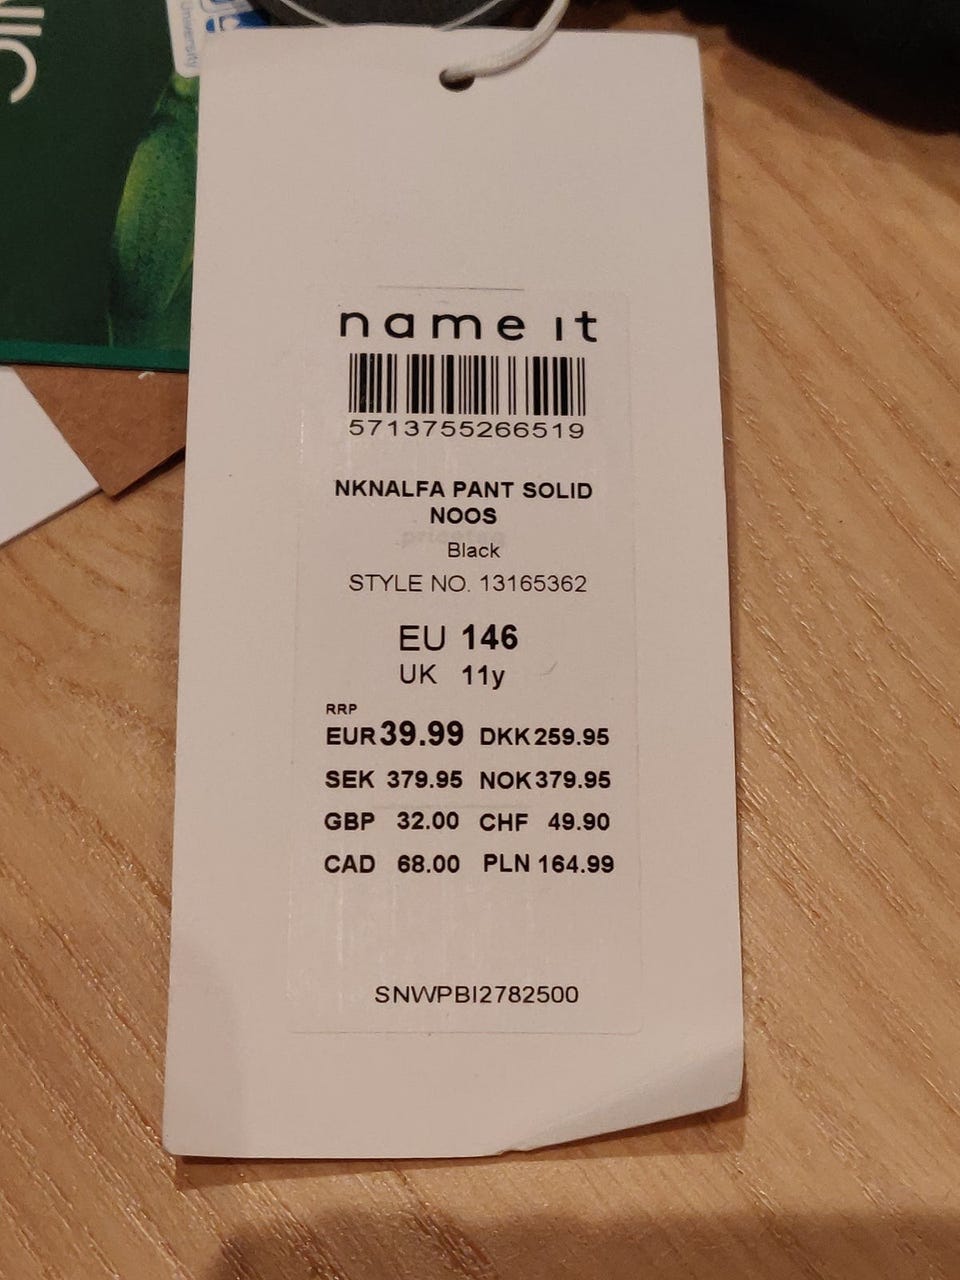 NIC
University
name it
5713755266519
NKNALFA PANT SOLID
NOOS
Black
STYLE NO. 13165362
EU 146
UK 11y
RRP
EUR 39.99 DKK 259.95
SEK 379.95 NOK 379.95
GBP 32.00 CHF 49.90
CAD 68.00 PLN 164.99
SNWPBI2782500